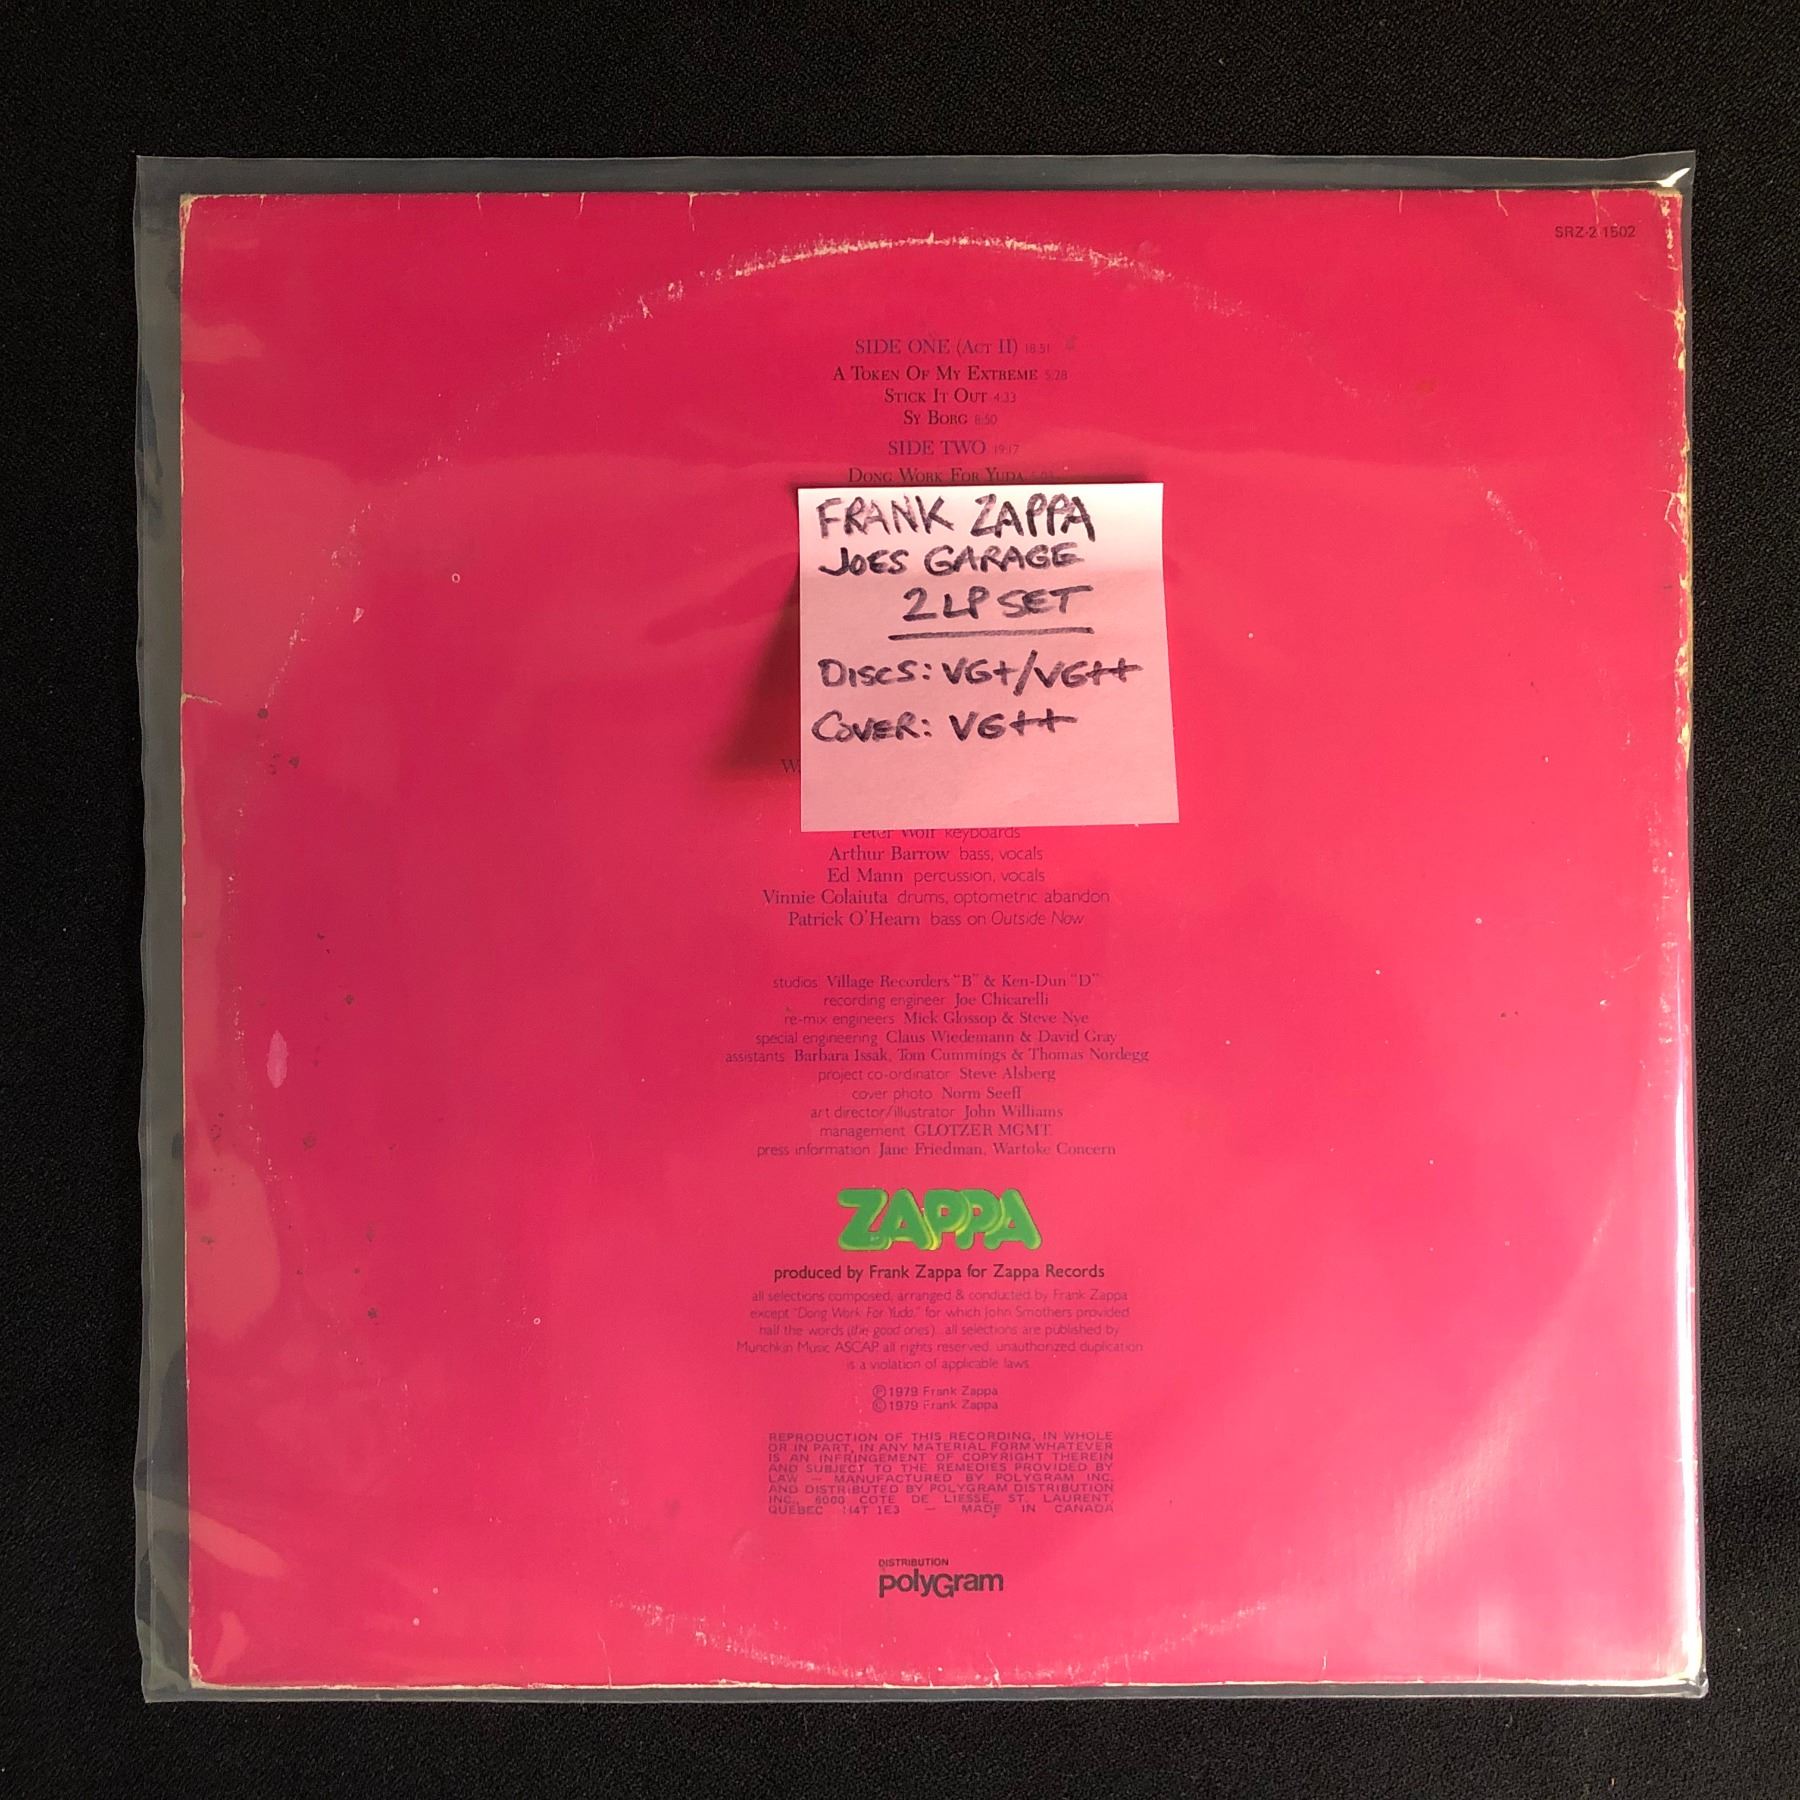 SRZ-2 1502
SIDE ONE (ACT II) 18:51
A TOKEN OF MY EXTREME 5:28
STICK IT OUT 4:33
SY BORG 8:50
SIDE TWO 19:17
DONG WORK FOR YUDA
FRANK ZAPPA
JOES GARAGE
2 LP SET
DISCS: VG+/VG++
COVER: VG++
Peter Wolf keyboards
Arthur Barrow bass, vocals
Ed Mann percussion, vocals
Vinnie Colaiuta drums, optometric abandon
Patrick O'Hearn bass on Outside Now
studios Village Recorders "B" & Ken-Dun "D"
recording engineer Joe Chicarelli
re-mix engineers Mick Glossop & Steve Nye
special engineering Claus Wiedemann & David Gray
assistants Barbara Issak, Tom Cummings & Thomas Nordegg
project co-ordinator Steve Alsberg
cover photo Norm Seeff
art director/illustrator John Williams
management GLOTZER MGMT.
press information Jane Friedman, Wartoke Concern
ZAPPA
produced by Frank Zappa for Zappa Records
all selections composed, arranged & conducted by Frank Zappa
except "Dong Work For Yuda," for which John Smothers provided
half the words (the good ones)...all selections are published by
Munchkin Music ASCAP. all rights reserved. unauthorized duplication
is a violation of applicable laws.
Ⓟ1979 Frank Zappa
©1979 Frank Zappa
REPRODUCTION OF THIS RECORDING, IN WHOLE
OR IN PART, IN ANY MATERIAL FORM WHATEVER
IS AN INFRINGEMENT OF COPYRIGHT THEREIN
AND SUBJECT TO THE REMEDIES PROVIDED BY
LAW — MANUFACTURED BY POLYGRAM INC.
AND DISTRIBUTED BY POLYGRAM DISTRIBUTION
INC., 6000 COTE DE LIESSE, ST. LAURENT,
QUEBEC H4T 1E3 — MADE IN CANADA
DISTRIBUTION
polyGram